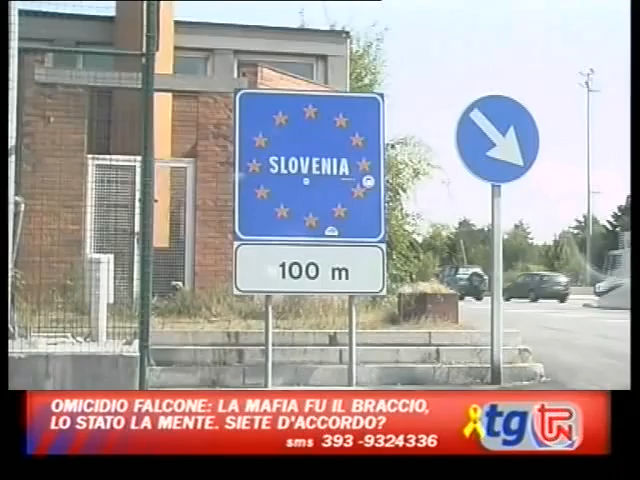 SLOVENIA
100 m
OMICIDIO FALCONE: LA MAFIA FU IL BRACCIO,
LO STATO LA MENTE. SIETE D'ACCORDO?
sms 393-9324336
tg TPN